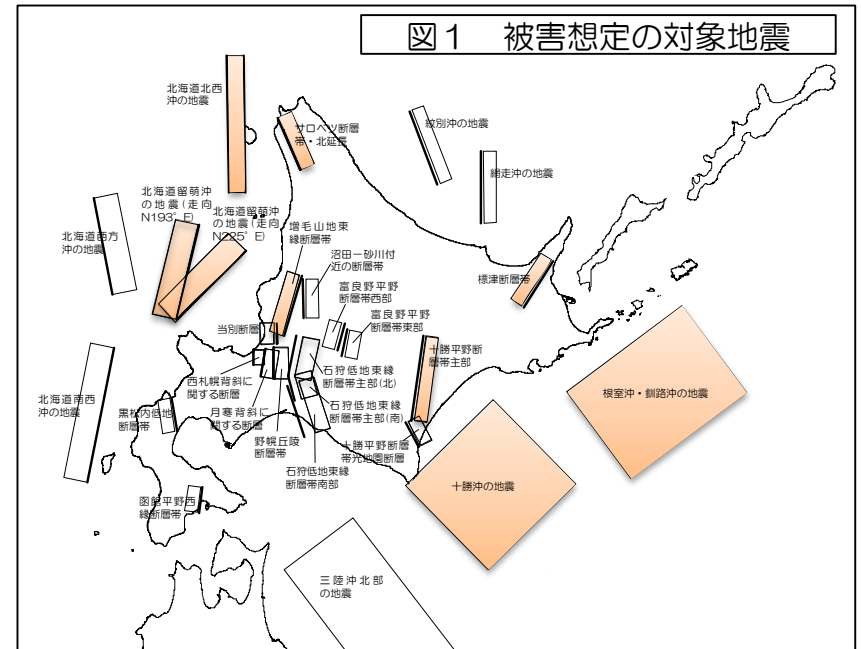 図１　被害想定の対象地震
北海道北西
沖の地震
サロベツ断層
帯・北延長
紋別沖の地震
網走沖の地震
北海道留萌沖
の地震(走向
N193°E)
北海道留萌沖
の地震(走向
N225°E)
北海道西方
沖の地震
増毛山地東
縁断層帯
沼田－砂川付
近の断層帯
富良野平野
断層帯西部
富良野平野
断層帯東部
標津断層帯
当別断層
十勝平野断
層帯主部
石狩低地東縁
断層帯主部(北)
西札幌背斜に
関する断層
北海道南西
沖の地震
黒松内低地
断層帯
月寒背斜に
関する断層
石狩低地東縁
断層帯主部(南)
根室沖・釧路沖の地震
野幌丘陵
断層帯
十勝平野断層
帯光地園断層
石狩低地東縁
断層帯南部
十勝沖の地震
函館平野西
縁断層帯
三陸沖北部
の地震